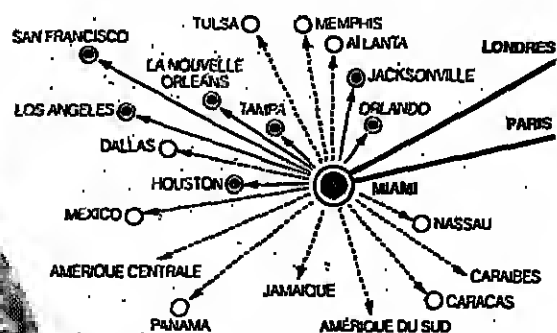 TULSA
MEMPHIS
SAN FRANCISCO
ATLANTA
LONDRES
LA NOUVELLE
ORLEANS
JACKSONVILLE
LOS ANGELES
TAMPA
ORLANDO
PARIS
DALLAS
HOUSTON
MIAMI
MEXICO
NASSAU
AMÉRIQUE CENTRALE
JAMAIQUE
CARAIBES
CARACAS
PANAMA
AMÉRIQUE DU SUD